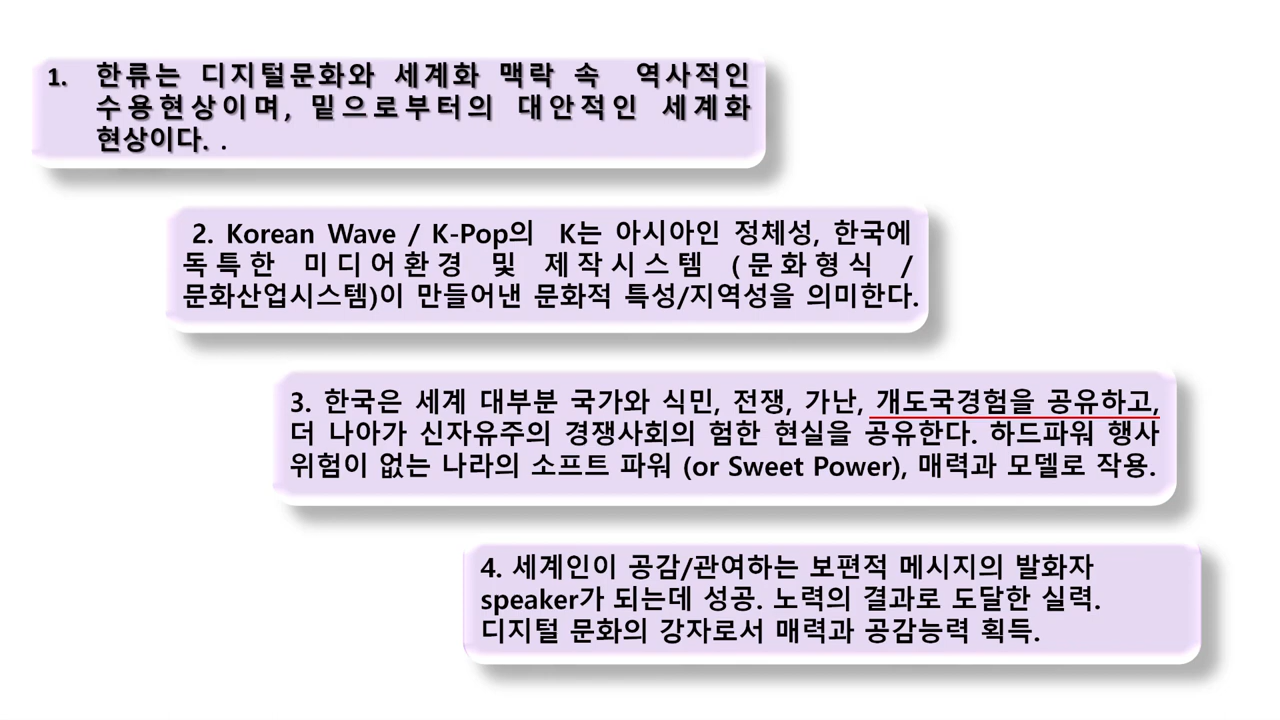 1. 한류는 디지털문화와 세계화 맥락 속 역사적인
수용현상이며, 밑으로부터의 대안적인 세계화
현상이다. .
2. Korean Wave / K-Pop의 K는 아시아인 정체성, 한국에
독특한 미디어환경 및 제작시스템 (문화형식 /
문화산업시스템)이 만들어낸 문화적 특성/지역성을 의미한다.
3. 한국은 세계 대부분 국가와 식민, 전쟁, 가난, 개도국경험을 공유하고,
더 나아가 신자유주의 경쟁사회의 험한 현실을 공유한다. 하드파워 행사
위험이 없는 나라의 소프트 파워 (or Sweet Power), 매력과 모델로 작용.
4. 세계인이 공감/관여하는 보편적 메시지의 발화자
speaker가 되는데 성공. 노력의 결과로 도달한 실력.
디지털 문화의 강자로서 매력과 공감능력 획득.